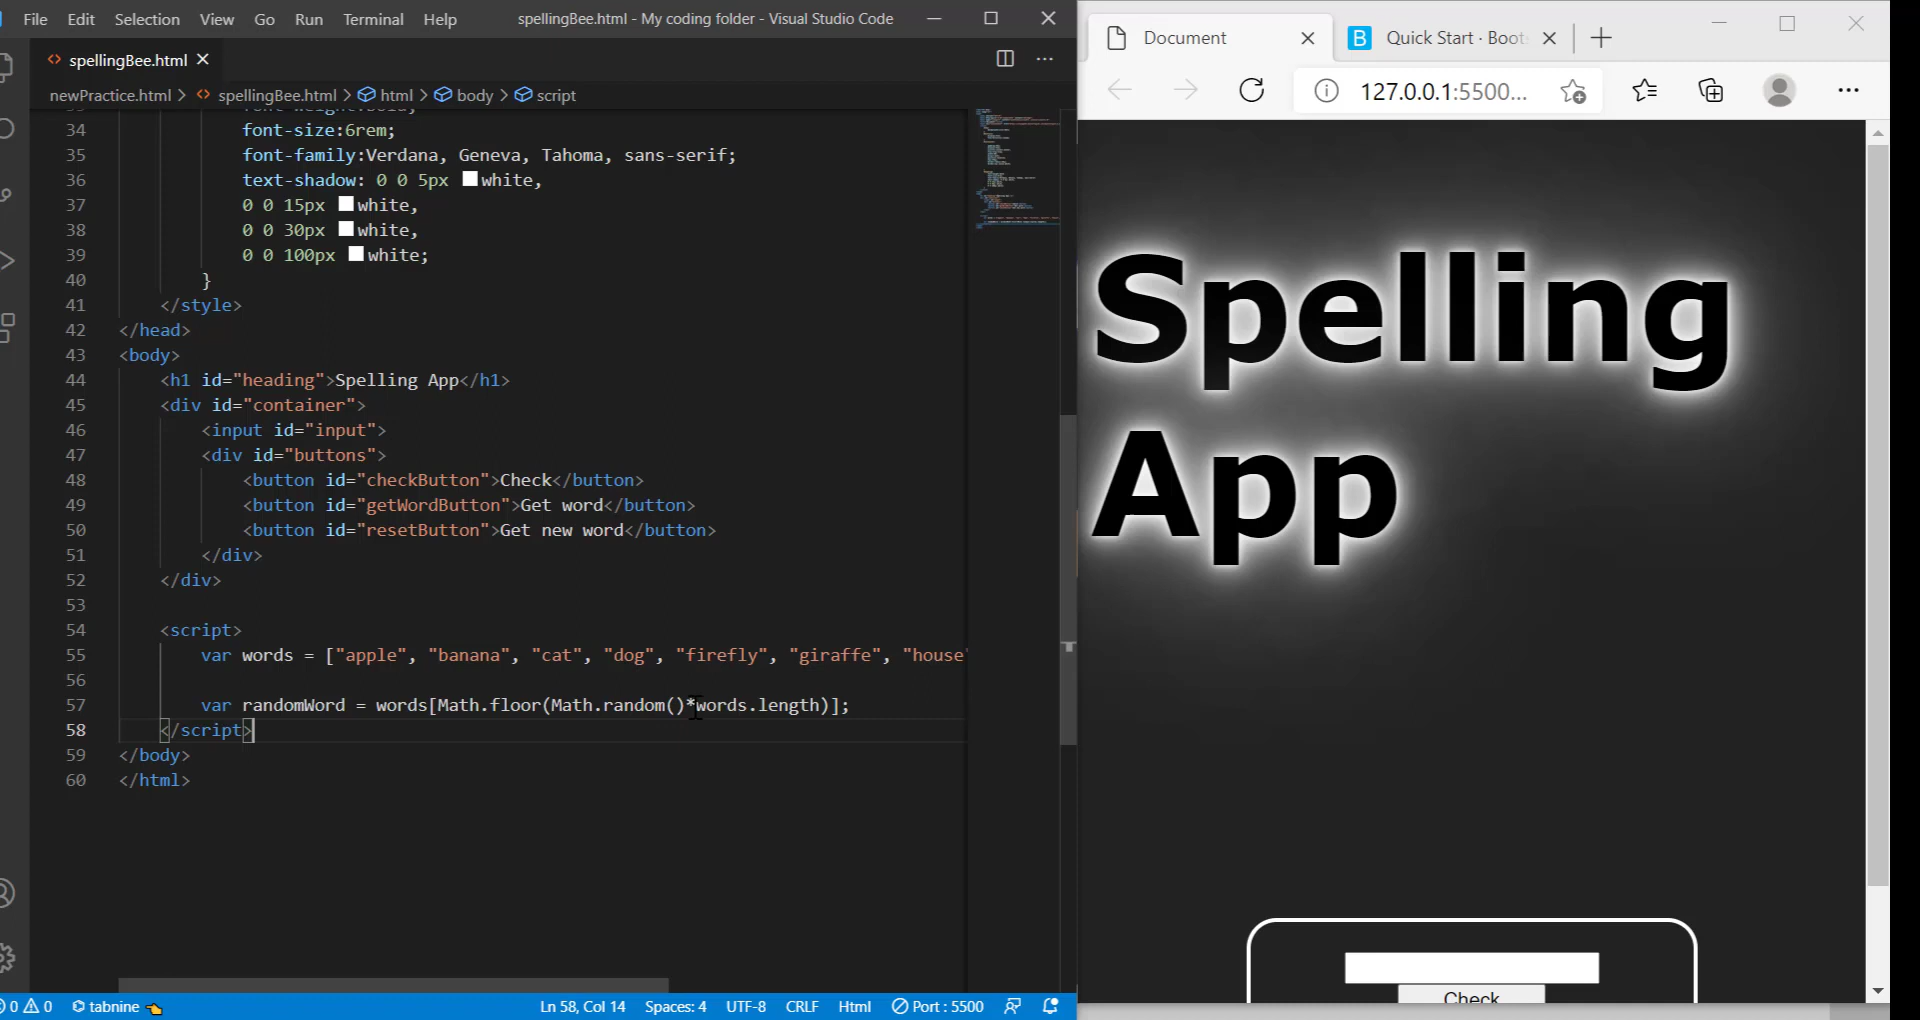 File Edit Selection View Go Run Terminal Help spellingBee.html - My coding folder - Visual Studio Code
spellingBee.html
newPractice.html > spellingBee.html > html > body > script
34 font-size:6rem;
35 font-family:Verdana, Geneva, Tahoma, sans-serif;
36 text-shadow: 0 0 5px white,
37 0 0 15px white,
38 0 0 30px white,
39 0 0 100px white;
40 }
41 </style>
42 </head>
43 <body>
44 <h1 id="heading">Spelling App</h1>
45 <div id="container">
46 <input id="input">
47 <div id="buttons">
48 <button id="checkButton">Check</button>
49 <button id="getWordButton">Get word</button>
50 <button id="resetButton">Get new word</button>
51 </div>
52 </div>
53
54 <script>
55 var words = ["apple", "banana", "cat", "dog", "firefly", "giraffe", "house"
56
57 var randomWord = words[Math.floor(Math.random()*words.length)];
58 </script>
59 </body>
60 </html>
0 0 tabnine Ln 58, Col 14 Spaces: 4 UTF-8 CRLF Html Port : 5500
Document Quick Start · Boots
127.0.0.1:5500...
Spelling
App
Check